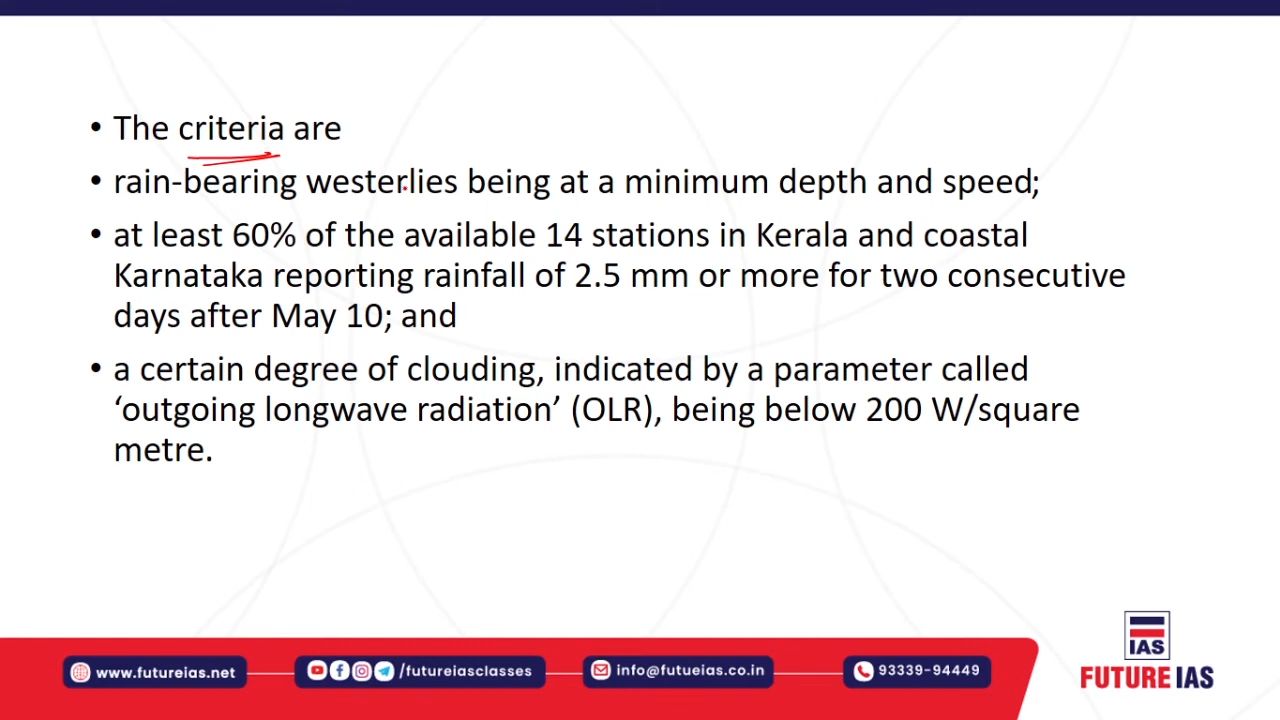 • The criteria are
• rain-bearing westerlies being at a minimum depth and speed;
• at least 60% of the available 14 stations in Kerala and coastal
Karnataka reporting rainfall of 2.5 mm or more for two consecutive
days after May 10; and
• a certain degree of clouding, indicated by a parameter called
‘outgoing longwave radiation’ (OLR), being below 200 W/square
metre.
IAS
www.futureias.net
/futureiasclasses
info@futueias.co.in
93339-94449
FUTURE IAS